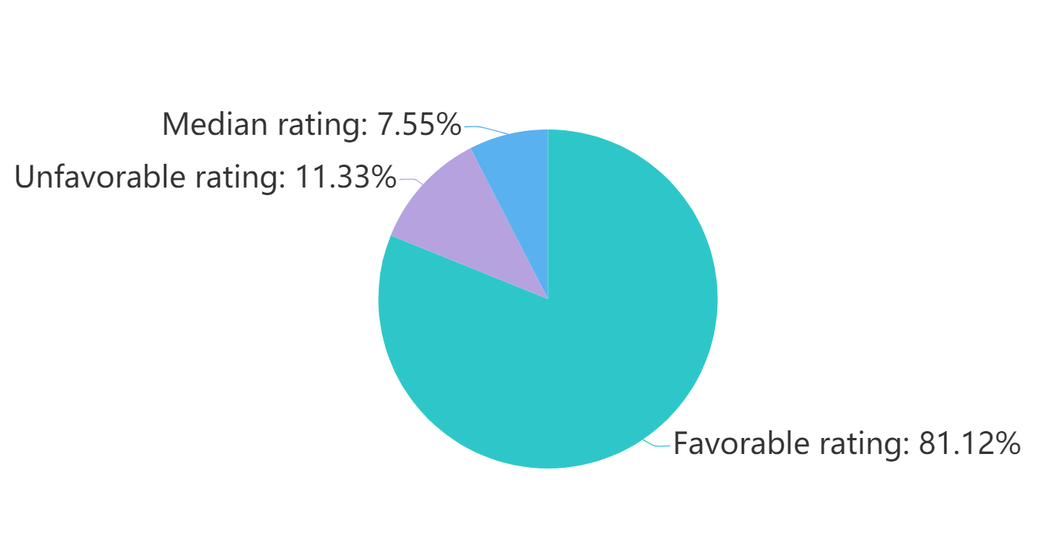 Median rating: 7.55%
Unfavorable rating: 11.33%
Favorable rating: 81.12%